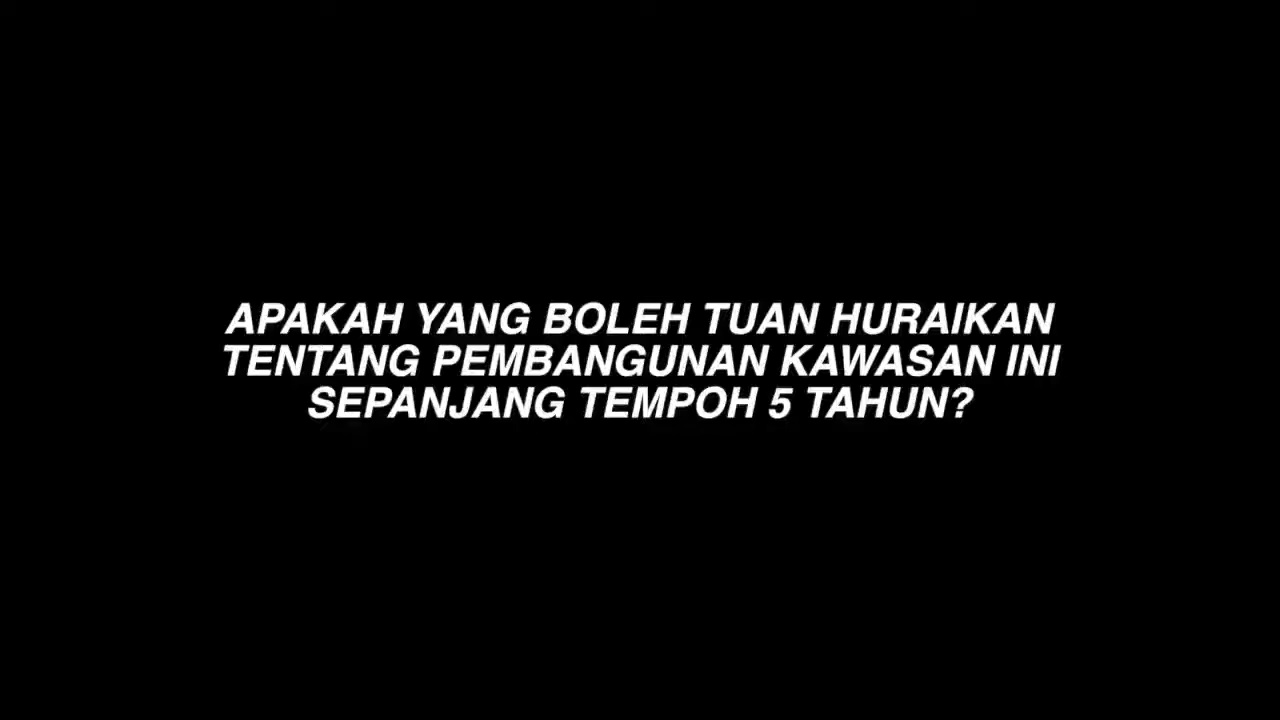 APAKAH YANG BOLEH TUAN HURAIKAN
TENTANG PEMBANGUNAN KAWASAN INI
SEPANJANG TEMPOH 5 TAHUN?